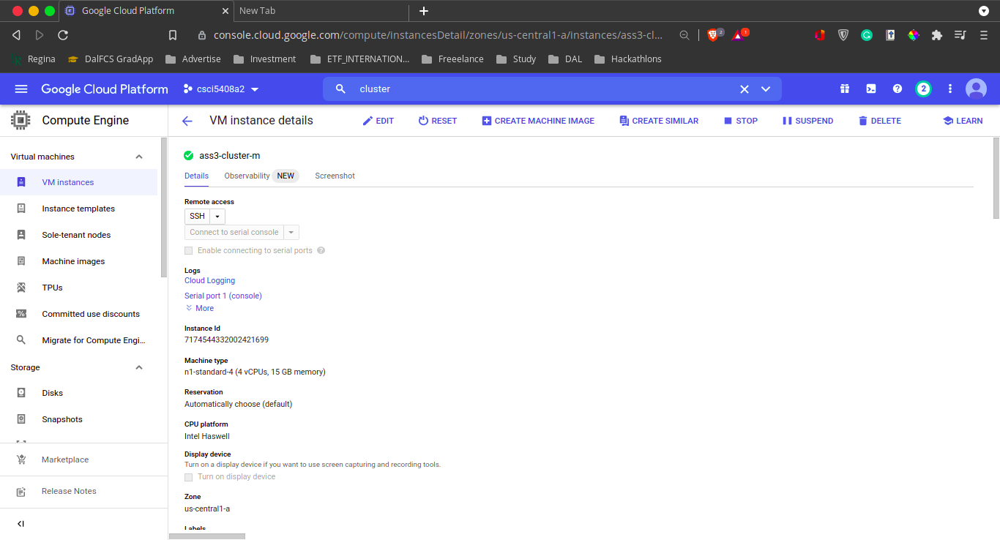 Google Cloud Platform
New Tab
console.cloud.google.com/compute/instancesDetail/zones/us-central1-a/instances/ass3-cl...
2
1
Regina
DalFCS GradApp
Advertise
Investment
ETF_INTERNATION...
Freeelance
Study
DAL
Hackathlons
Google Cloud Platform
csci5408a2
cluster
2
Compute Engine
VM instance details
EDIT
RESET
CREATE MACHINE IMAGE
CREATE SIMILAR
STOP
SUSPEND
DELETE
LEARN
Virtual machines
VM instances
Instance templates
Sole-tenant nodes
Machine images
TPUs
Committed use discounts
Migrate for Compute Engi...
Storage
Disks
Snapshots
Marketplace
Release Notes
ass3-cluster-m
Details
Observability NEW
Screenshot
Remote access
SSH
Connect to serial console
Enable connecting to serial ports
Logs
Cloud Logging
Serial port 1 (console)
More
Instance Id
7174544332002421699
Machine type
n1-standard-4 (4 vCPUs, 15 GB memory)
Reservation
Automatically choose (default)
CPU platform
Intel Haswell
Display device
Turn on a display device if you want to use screen capturing and recording tools.
Turn on display device
Zone
us-central1-a
Labels